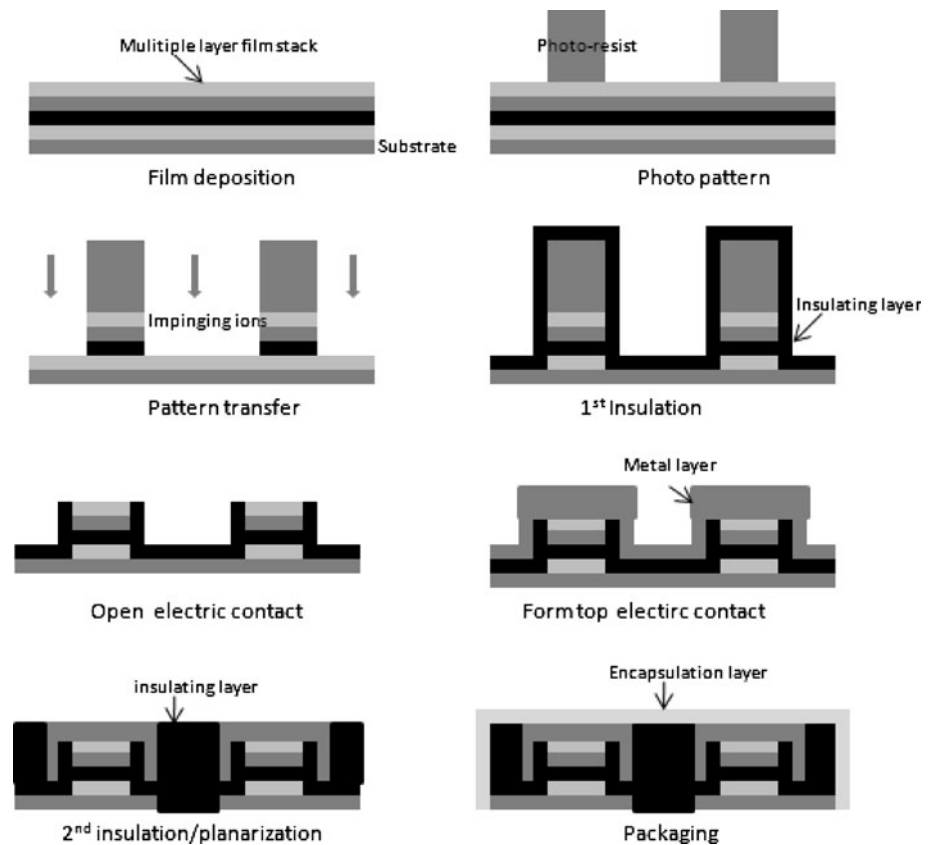 Mulitiple layer film stack
Photo-resist
Substrate
Film deposition
Photo pattern
Impinging ions
Insulating layer
Pattern transfer
1st Insulation
Metal layer
Open electric contact
Form top electirc contact
insulating layer
Encapsulation layer
2nd insulation/planarization
Packaging